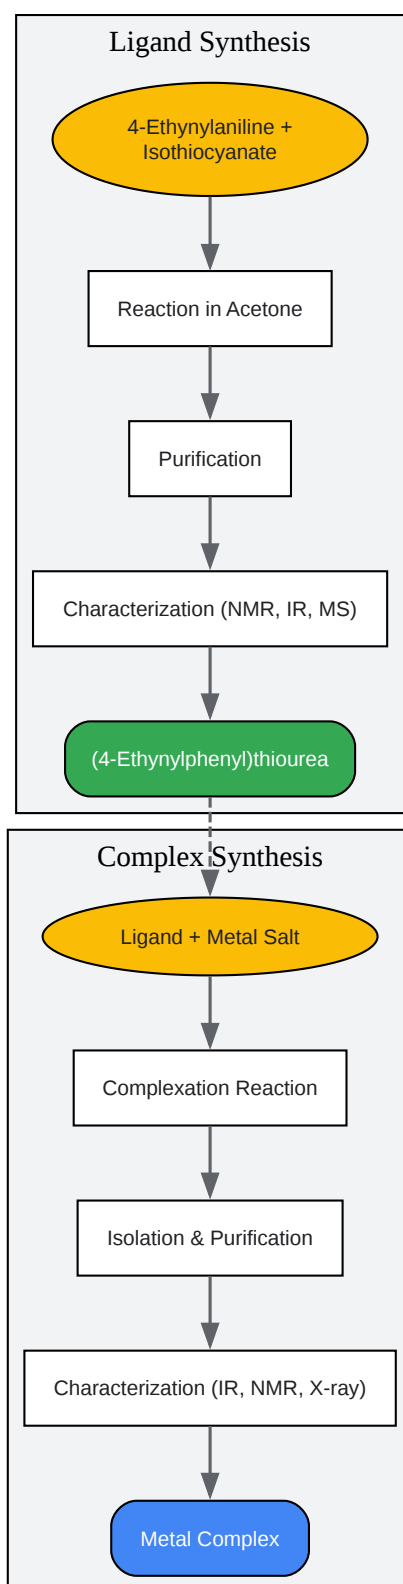 Ligand Synthesis
4-Ethynylaniline +
Isothiocyanate
Reaction in Acetone
Purification
Characterization (NMR, IR, MS)
(4-Ethynylphenyl)thiourea
Complex Synthesis
Ligand + Metal Salt
Complexation Reaction
Isolation & Purification
Characterization (IR, NMR, X-ray)
Metal Complex